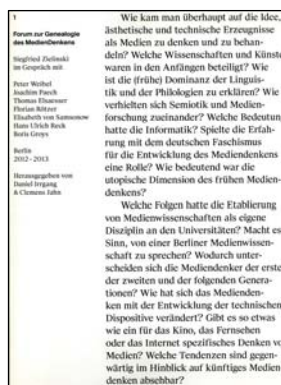 1
Forum zur Genealogie
des MedienDenkens
Siegfried Zielinski
im Gespräch mit
Peter Weibel
Joachim Paech
Thomas Elsaesser
Florian Rötzer
Elisabeth von Samsonow
Hans Ulrich Reck
Boris Groys
Berlin
2012–2013
Herausgegeben von
Daniel Irrgang
& Clemens Jahn
Wie kam man überhaupt auf die Idee,
ästhetische und technische Erzeugnisse
als Medien zu denken und zu behan-
deln? Welche Wissenschaften und Künste
waren in den Anfängen beteiligt? Wie
ist die (frühe) Dominanz der Linguis-
tik und der Philologien zu erklären? Wie
verhielten sich Semiotik und Medien-
forschung zueinander? Welche Bedeutung
hatte die Informatik? Spielte die Erfah-
rung mit dem deutschen Faschismus
für die Entwicklung des Mediendenkens
eine Rolle? Wie bedeutend war die
utopische Dimension des frühen Medien-
denkens?
Welche Folgen hatte die Etablierung
von Medienwissenschaften als eigene
Disziplin an den Universitäten? Macht es
Sinn, von einer Berliner Medienwissen-
schaft zu sprechen? Wodurch unter-
scheiden sich die Mediendenker der ersten,
der zweiten und der folgenden Genera-
tionen? Wie hat sich das Medienden-
ken mit der Entwicklung der technischen
Dispositive verändert? Gibt es so etwas
wie ein für das Kino, das Fernsehen
oder das Internet spezifisches Denken von
Medien? Welche Tendenzen sind gegen-
wärtig im Hinblick auf künftiges Medien-
denken absehbar?